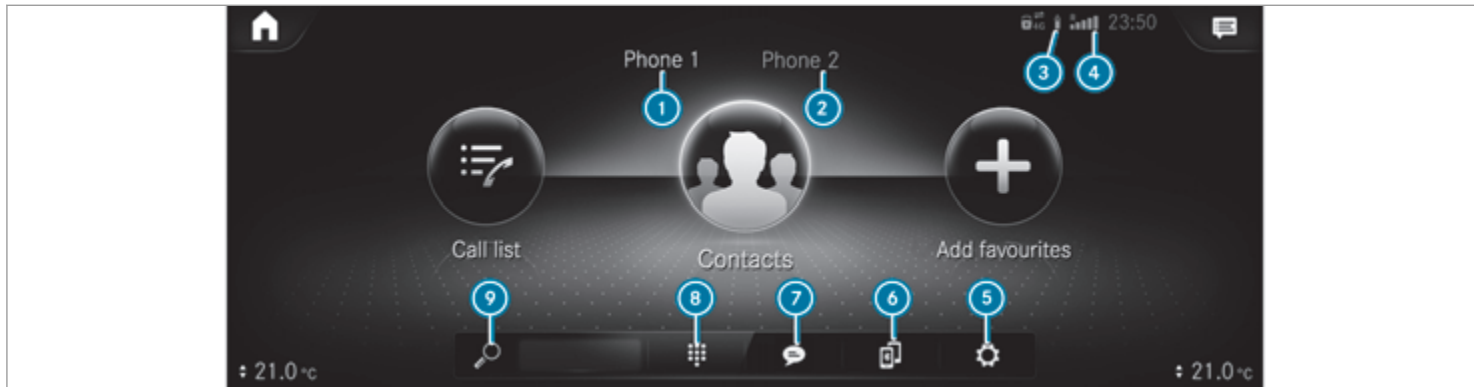 4G 23:50
3 4
Phone 1 Phone 2
1 2
Call list Contacts Add favourites
9 8 7 6 5
21.0 °C 21.0 °C